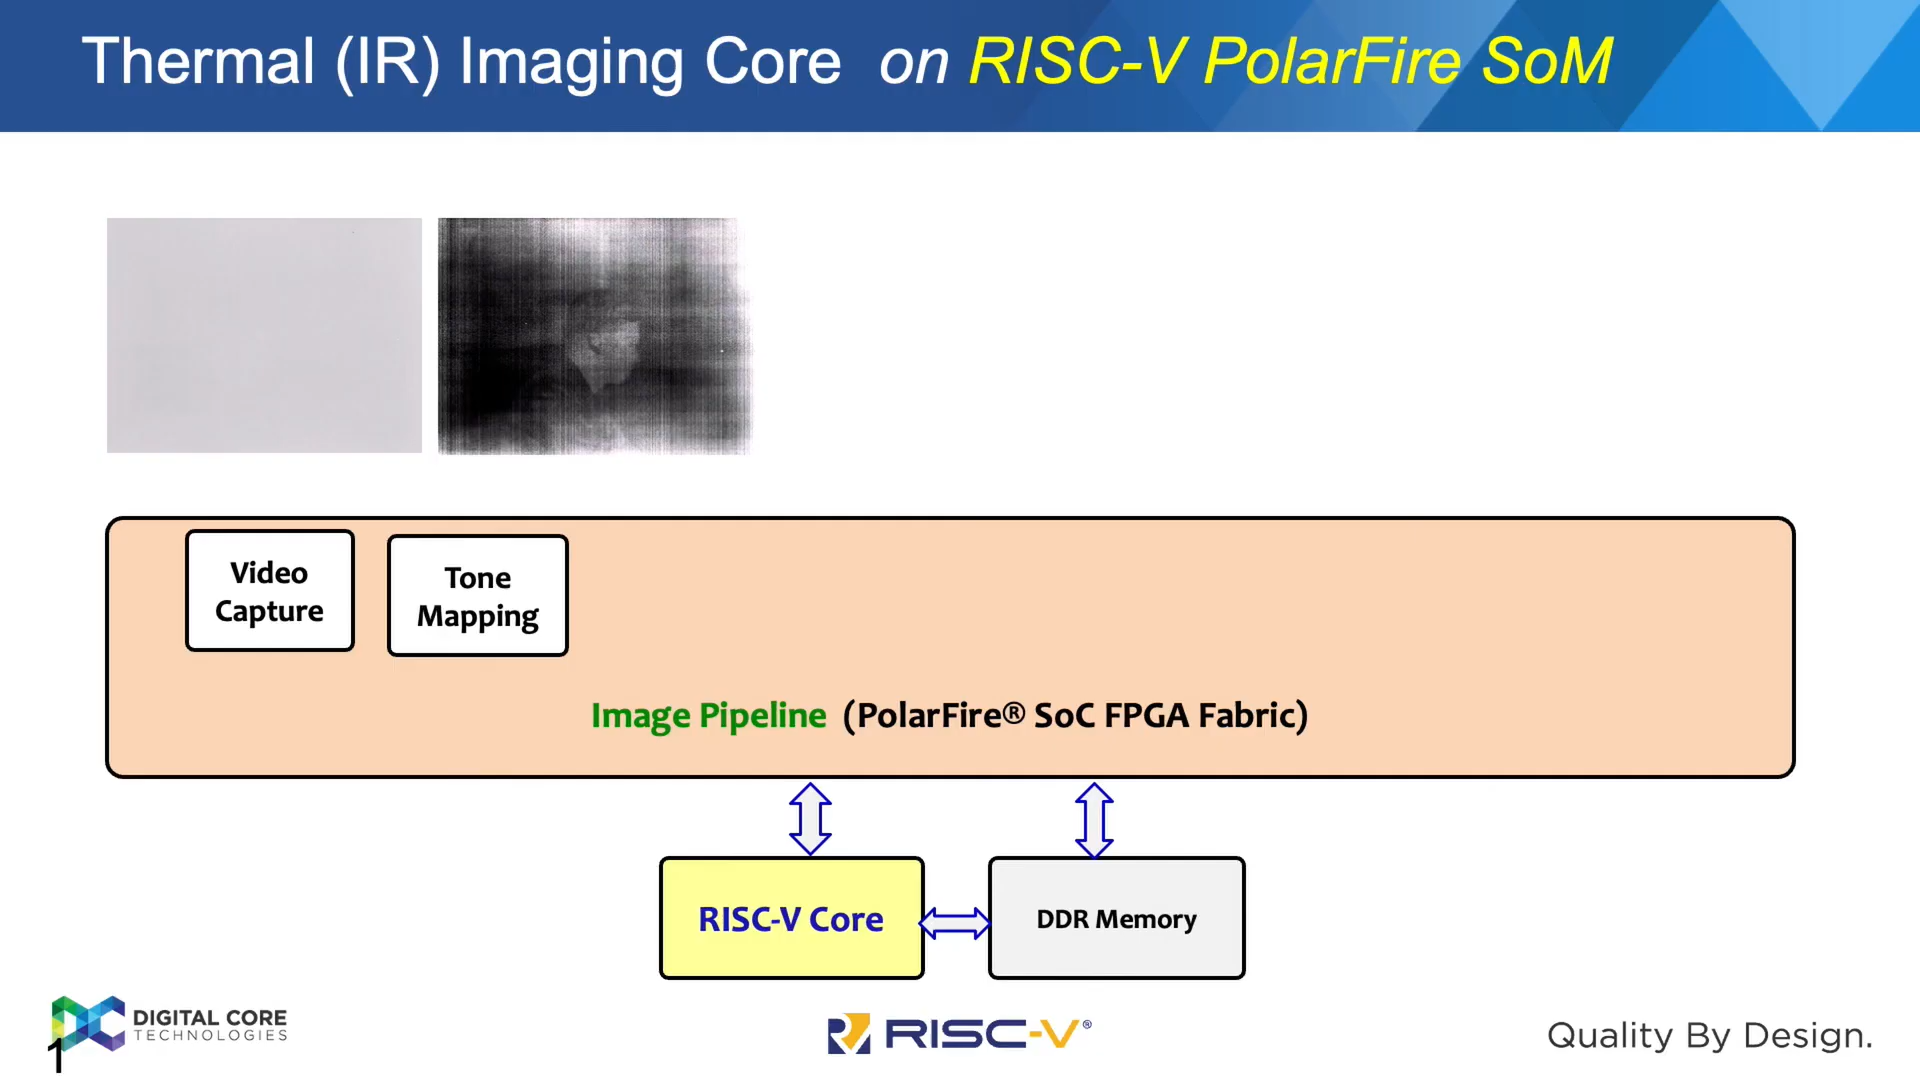 Thermal (IR) Imaging Core on RISC-V PolarFire SoM
Video
Capture
Tone
Mapping
Image Pipeline (PolarFire® SoC FPGA Fabric)
RISC-V Core
DDR Memory
DIGITAL CORE
TECHNOLOGIES
1
RISC-V®
Quality By Design.